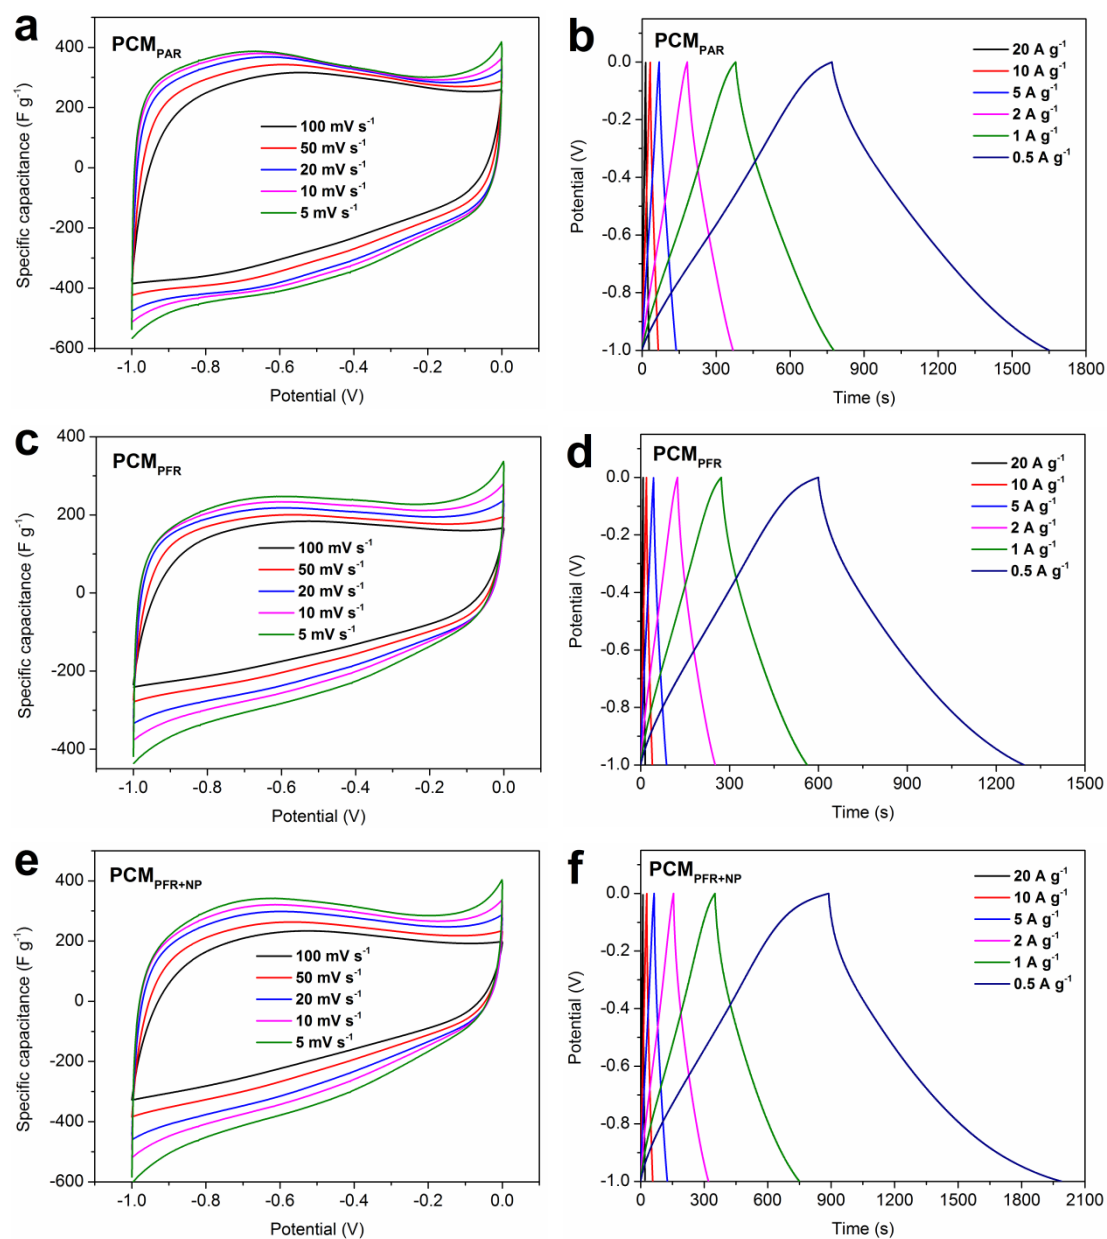 a
PCM_PAR
400
200
0
-200
-400
-600
Specific capacitance (F g⁻¹)
100 mV s⁻¹
50 mV s⁻¹
20 mV s⁻¹
10 mV s⁻¹
5 mV s⁻¹
-1.0 -0.8 -0.6 -0.4 -0.2 0.0
Potential (V)
b
PCM_PAR
0.0
-0.2
-0.4
-0.6
-0.8
-1.0
Potential (V)
20 A g⁻¹
10 A g⁻¹
5 A g⁻¹
2 A g⁻¹
1 A g⁻¹
0.5 A g⁻¹
0 300 600 900 1200 1500 1800
Time (s)
c
PCM_PFR
400
200
0
-200
-400
Specific capacitance (F g⁻¹)
100 mV s⁻¹
50 mV s⁻¹
20 mV s⁻¹
10 mV s⁻¹
5 mV s⁻¹
-1.0 -0.8 -0.6 -0.4 -0.2 0.0
Potential (V)
d
PCM_PFR
0.0
-0.2
-0.4
-0.6
-0.8
-1.0
Potential (V)
20 A g⁻¹
10 A g⁻¹
5 A g⁻¹
2 A g⁻¹
1 A g⁻¹
0.5 A g⁻¹
0 300 600 900 1200 1500
Time (s)
e
PCM_PFR+NP
400
200
0
-200
-400
-600
Specific capacitance (F g⁻¹)
100 mV s⁻¹
50 mV s⁻¹
20 mV s⁻¹
10 mV s⁻¹
5 mV s⁻¹
-1.0 -0.8 -0.6 -0.4 -0.2 0.0
Potential (V)
f
PCM_PFR+NP
0.0
-0.2
-0.4
-0.6
-0.8
-1.0
Potential (V)
20 A g⁻¹
10 A g⁻¹
5 A g⁻¹
2 A g⁻¹
1 A g⁻¹
0.5 A g⁻¹
0 300 600 900 1200 1500 1800 2100
Time (s)